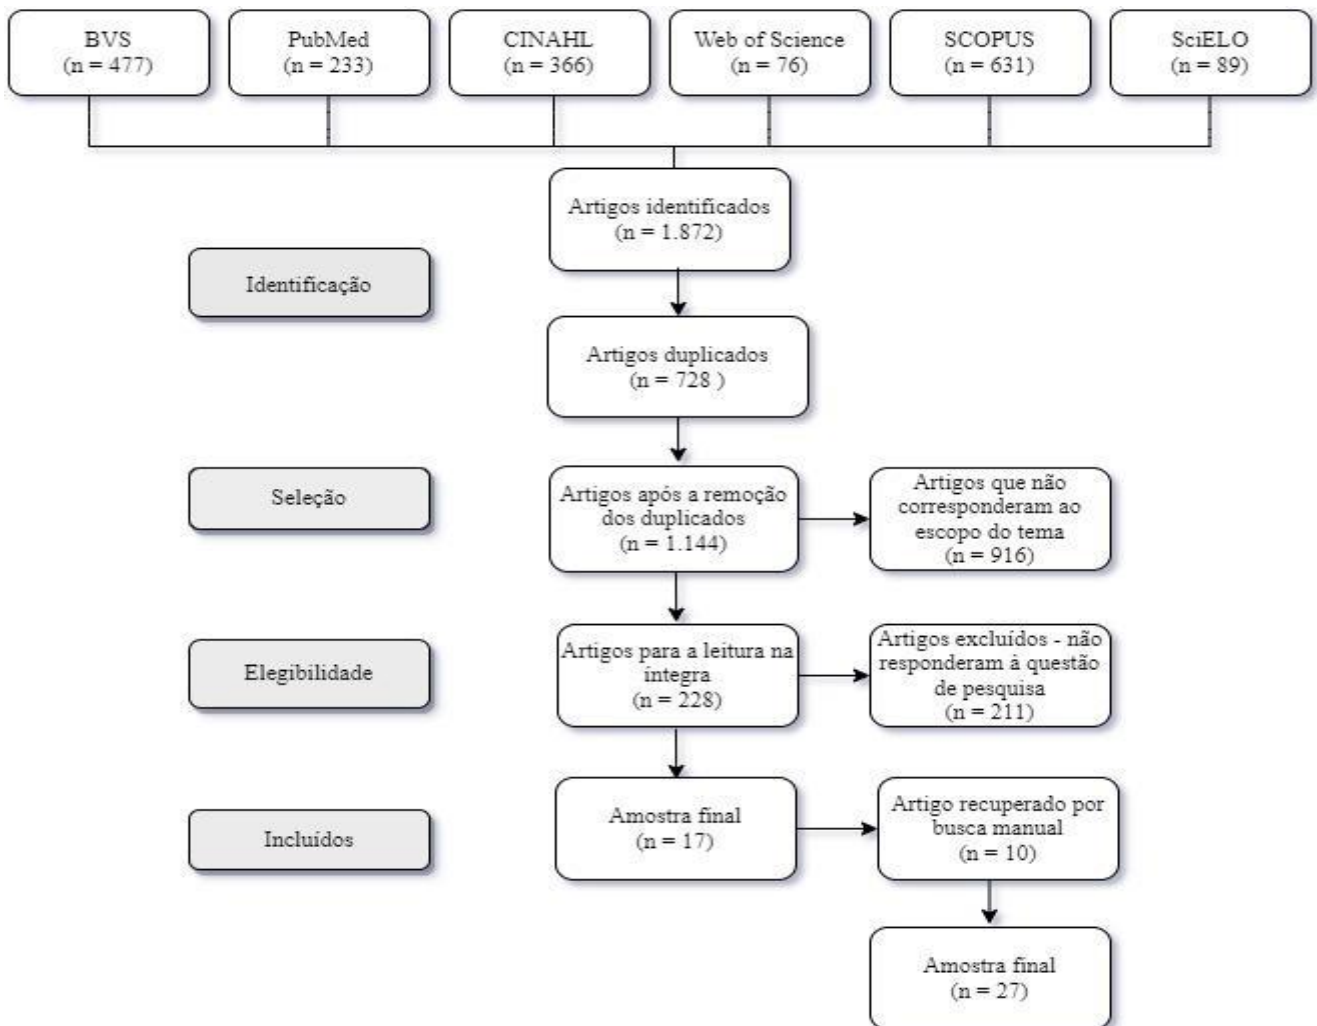 BVS
(n = 477)
PubMed
(n = 233)
CINAHL
(n = 366)
Web of Science
(n = 76)
SCOPUS
(n = 631)
SciELO
(n = 89)
Artigos identificados
(n = 1.872)
Identificação
Artigos duplicados
(n = 728 )
Seleção
Artigos após a remoção
dos duplicados
(n = 1.144)
Artigos que não
corresponderam ao
escopo do tema
(n = 916)
Elegibilidade
Artigos para a leitura na
íntegra
(n = 228)
Artigos excluídos - não
responderam à questão
de pesquisa
(n = 211)
Incluídos
Amostra final
(n = 17)
Artigo recuperado por
busca manual
(n = 10)
Amostra final
(n = 27)